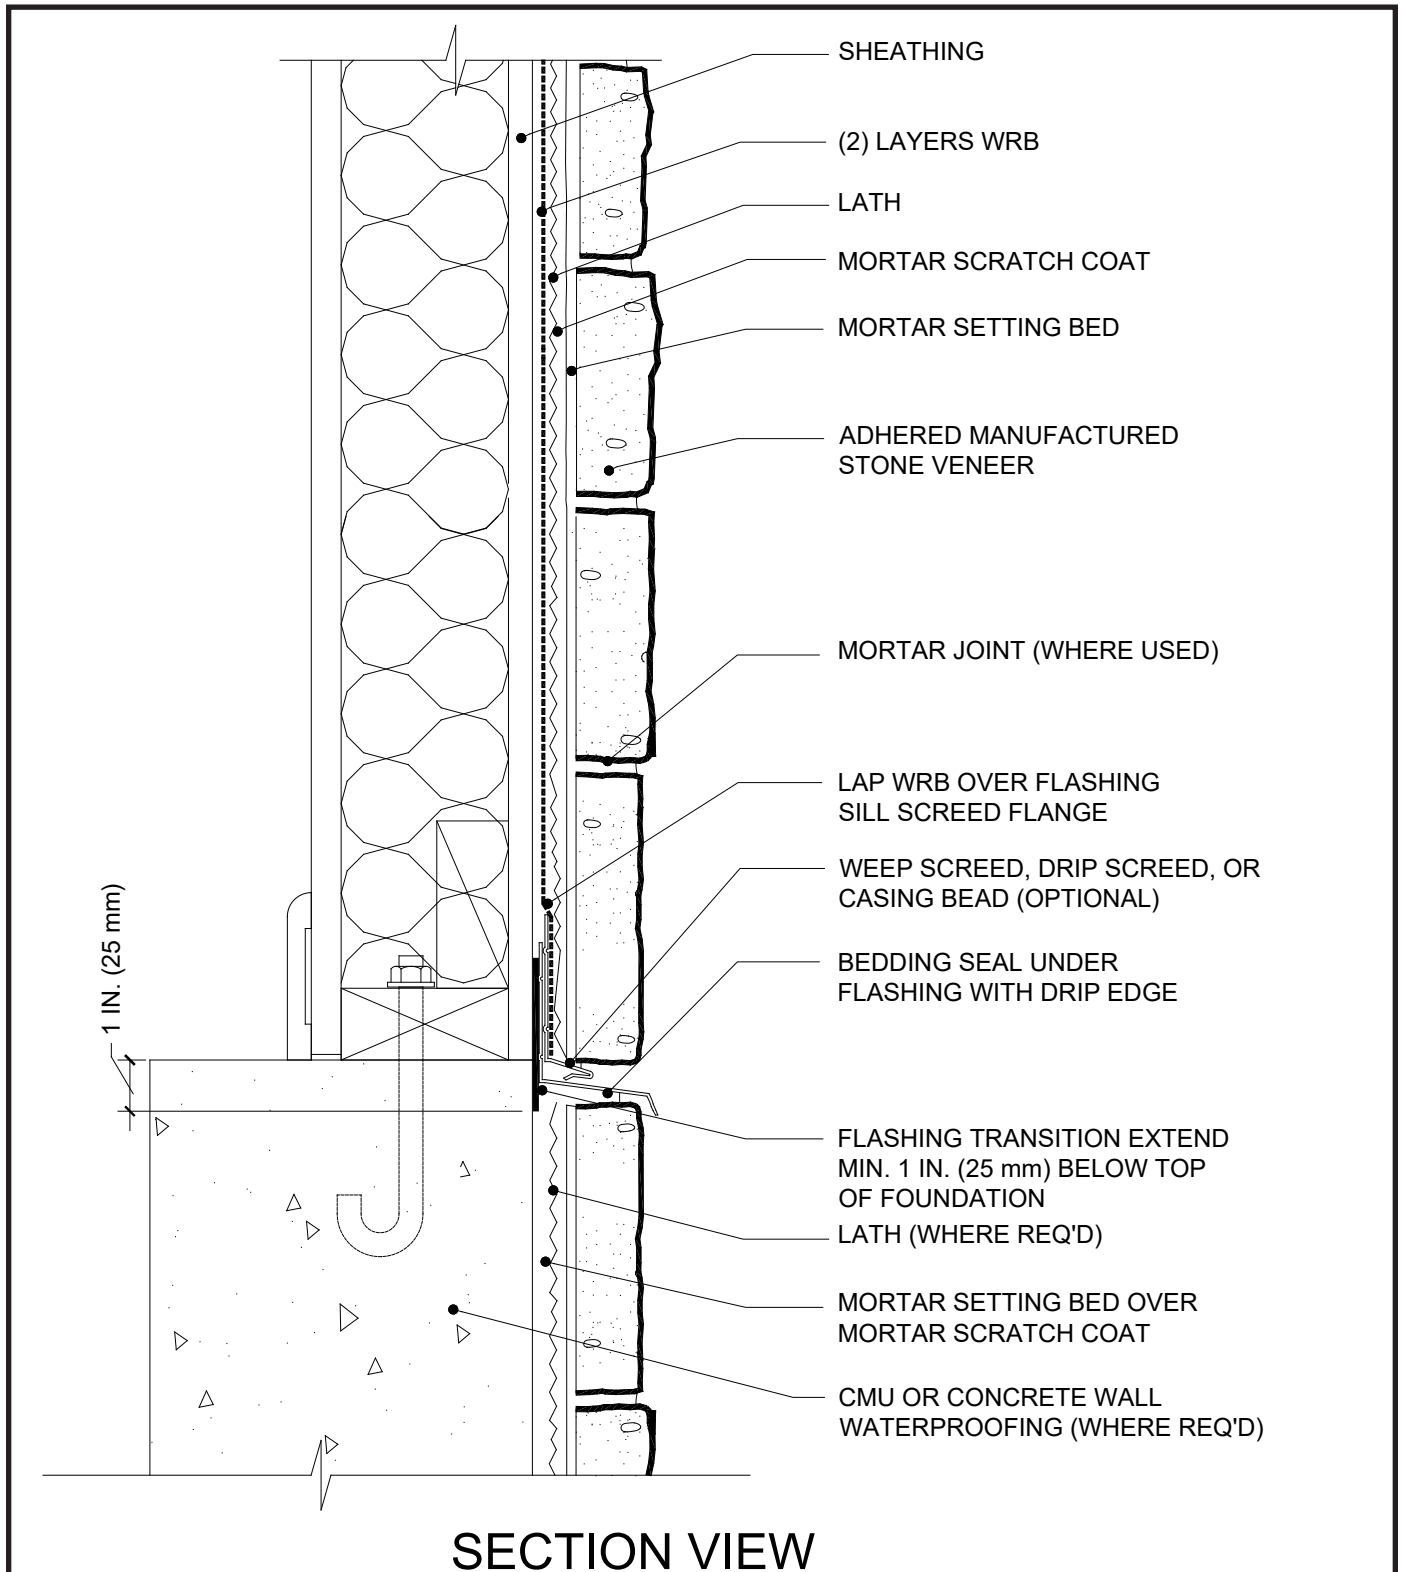 SHEATHING
(2) LAYERS WRB
LATH
MORTAR SCRATCH COAT
MORTAR SETTING BED
ADHERED MANUFACTURED
STONE VENEER
MORTAR JOINT (WHERE USED)
LAP WRB OVER FLASHING
SILL SCREED FLANGE
WEEP SCREED, DRIP SCREED, OR
CASING BEAD (OPTIONAL)
1 IN. (25 mm)
BEDDING SEAL UNDER
FLASHING WITH DRIP EDGE
FLASHING TRANSITION EXTEND
MIN. 1 IN. (25 mm) BELOW TOP
OF FOUNDATION
LATH (WHERE REQ'D)
MORTAR SETTING BED OVER
MORTAR SCRATCH COAT
CMU OR CONCRETE WALL
WATERPROOFING (WHERE REQ'D)
SECTION VIEW